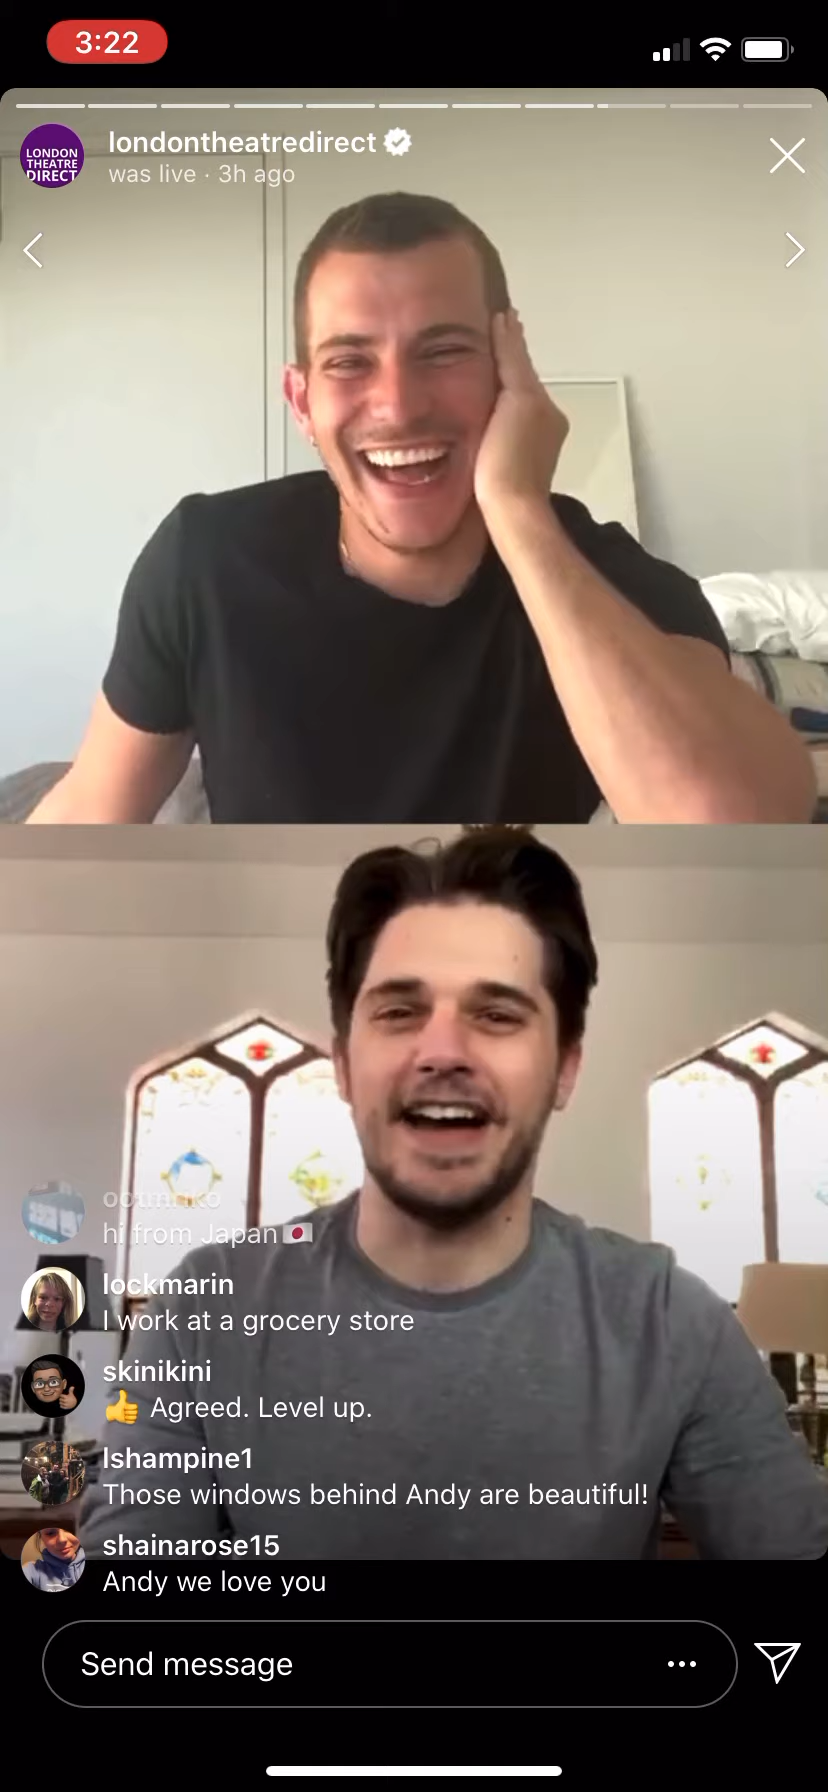 3:22
LONDON
THEATRE
DIRECT
londontheatredirect
was live · 3h ago
hi from Japan🇯🇵
lockmarin
I work at a grocery store
skinikini
👍 Agreed. Level up.
lshampine1
Those windows behind Andy are beautiful!
shainarose15
Andy we love you
Send message